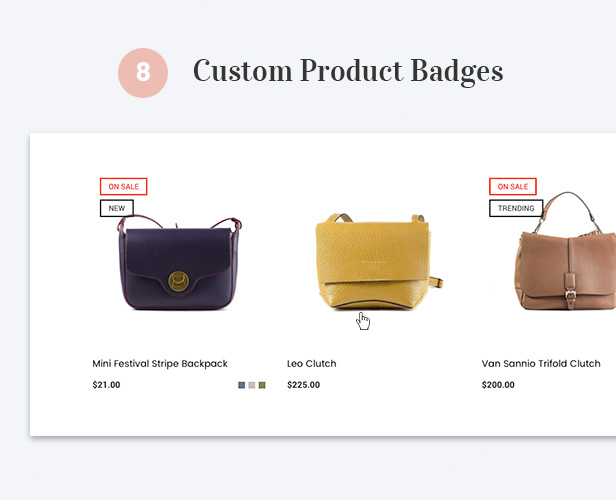 8 Custom Product Badges
ON SALE
NEW
ON SALE
TRENDING
Mini Festival Stripe Backpack
$21.00
Leo Clutch
$225.00
Van Sannio Trifold Clutch
$200.00